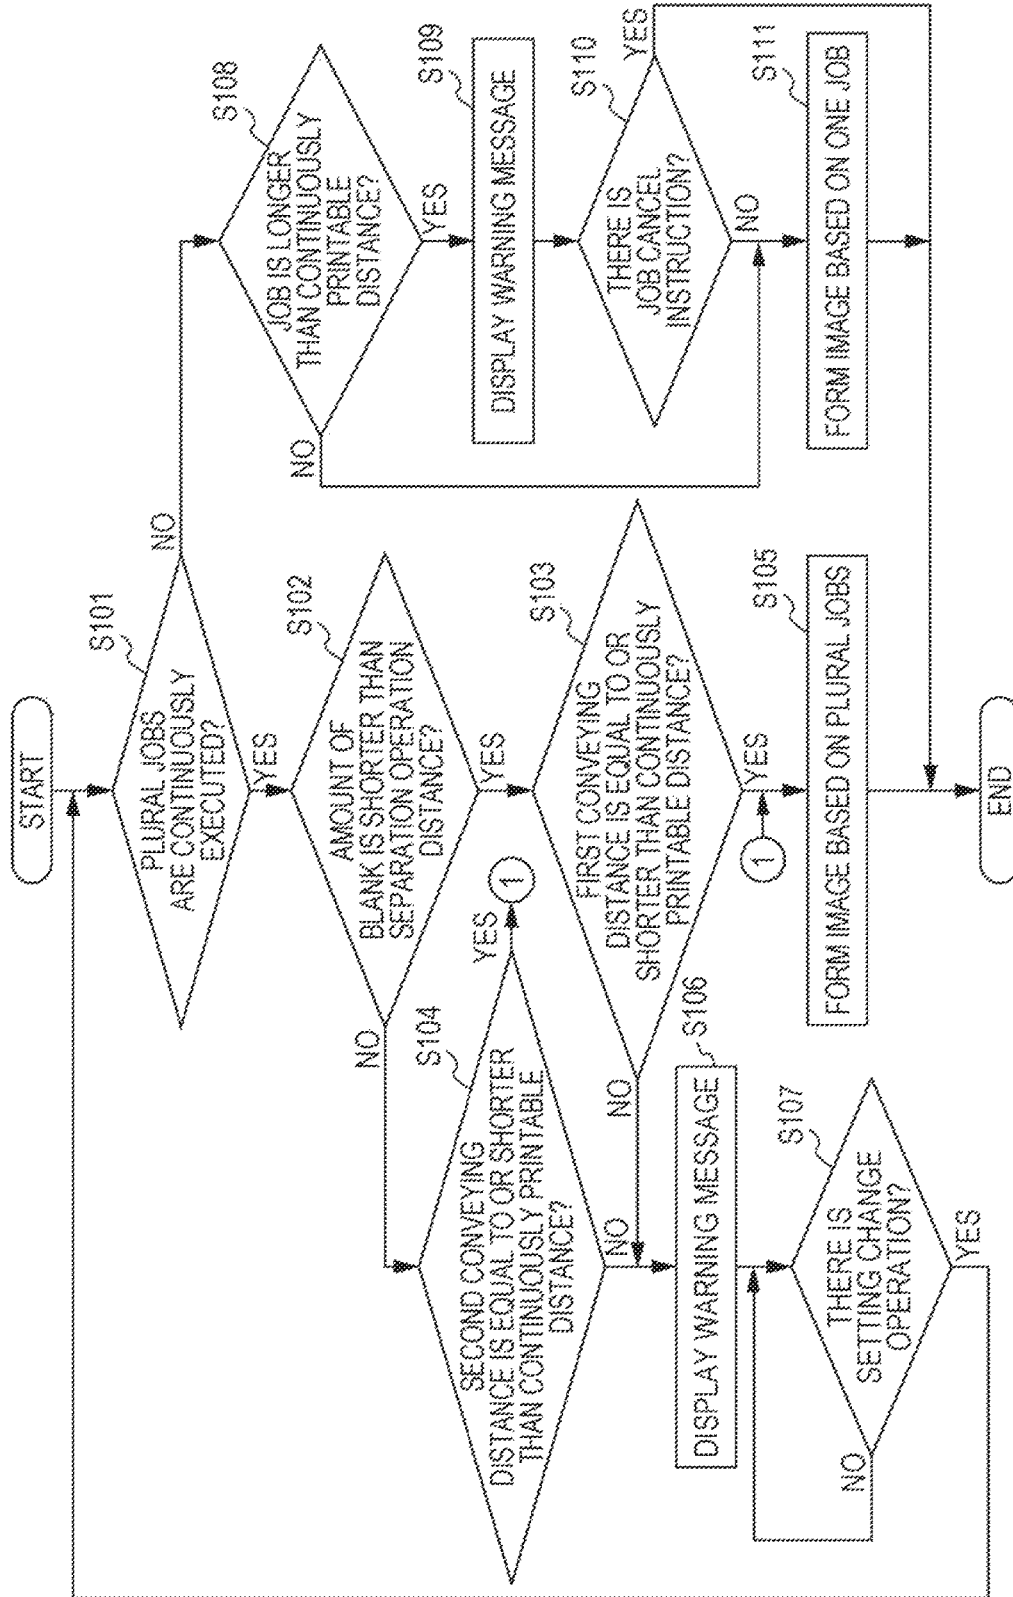 START
S101
PLURAL JOBS
ARE CONTINUOUSLY
EXECUTED?
NO
YES
S102
AMOUNT OF
BLANK IS SHORTER THAN
SEPARATION OPERATION
DISTANCE?
NO
YES
S103
FIRST CONVEYING
DISTANCE IS EQUAL TO OR
SHORTER THAN CONTINUOUSLY
PRINTABLE DISTANCE?
NO
YES
1
S104
SECOND CONVEYING
DISTANCE IS EQUAL TO OR SHORTER
THAN CONTINUOUSLY PRINTABLE
DISTANCE?
YES
1
NO
S105
FORM IMAGE BASED ON PLURAL JOBS
S106
DISPLAY WARNING MESSAGE
S107
THERE IS
SETTING CHANGE
OPERATION?
NO
YES
S108
JOB IS LONGER
THAN CONTINUOUSLY
PRINTABLE
DISTANCE?
NO
YES
S109
DISPLAY WARNING MESSAGE
S110
THERE IS
JOB CANCEL
INSTRUCTION?
YES
NO
S111
FORM IMAGE BASED ON ONE JOB
END